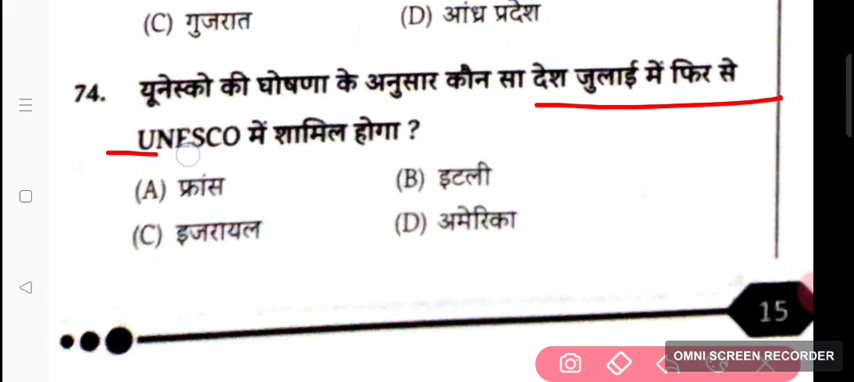 (C) गुजरात (D) आंध्र प्रदेश
74. यूनेस्को की घोषणा के अनुसार कौन सा देश जुलाई में फिर से
UNESCO में शामिल होगा ?
(A) फ्रांस (B) इटली
(C) इजरायल (D) अमेरिका
15
OMNI SCREEN RECORDER